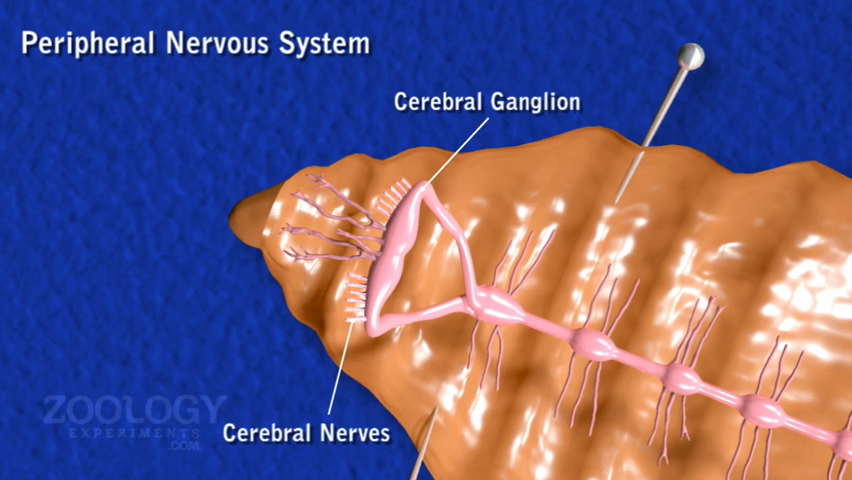 Peripheral Nervous System
Cerebral Ganglion
ZOOLOGY
EXPERIMENTS
.COM
Cerebral Nerves